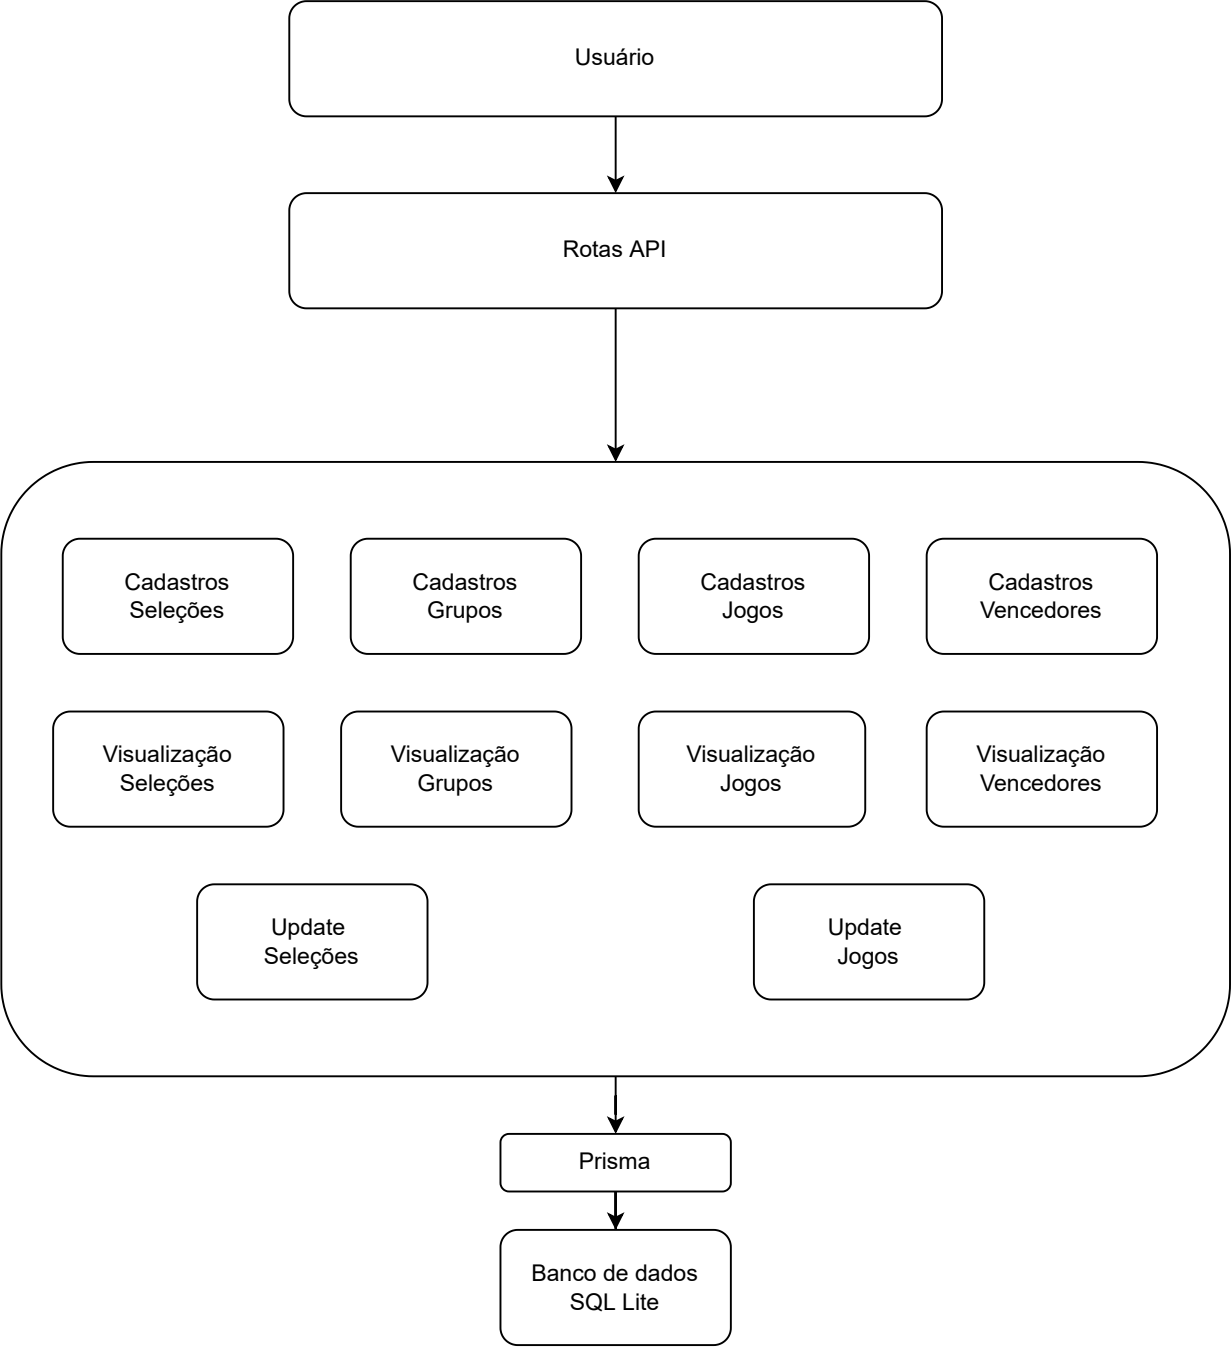 Usuário
Rotas API
Cadastros
Seleções
Cadastros
Grupos
Cadastros
Jogos
Cadastros
Vencedores
Visualização
Seleções
Visualização
Grupos
Visualização
Jogos
Visualização
Vencedores
Update
Seleções
Update
Jogos
Prisma
Banco de dados
SQL Lite